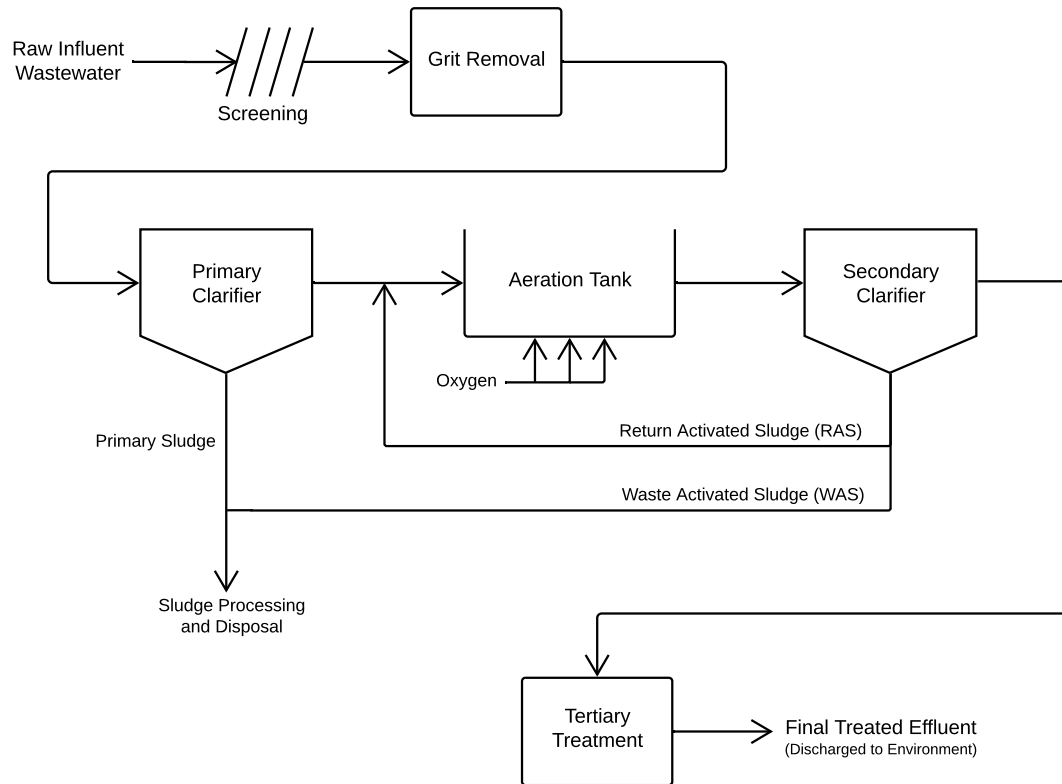 Raw Influent
Wastewater
Screening
Grit Removal
Primary
Clarifier
Aeration Tank
Secondary
Clarifier
Oxygen
Primary Sludge
Return Activated Sludge (RAS)
Waste Activated Sludge (WAS)
Sludge Processing
and Disposal
Tertiary
Treatment
Final Treated Effluent
(Discharged to Environment)